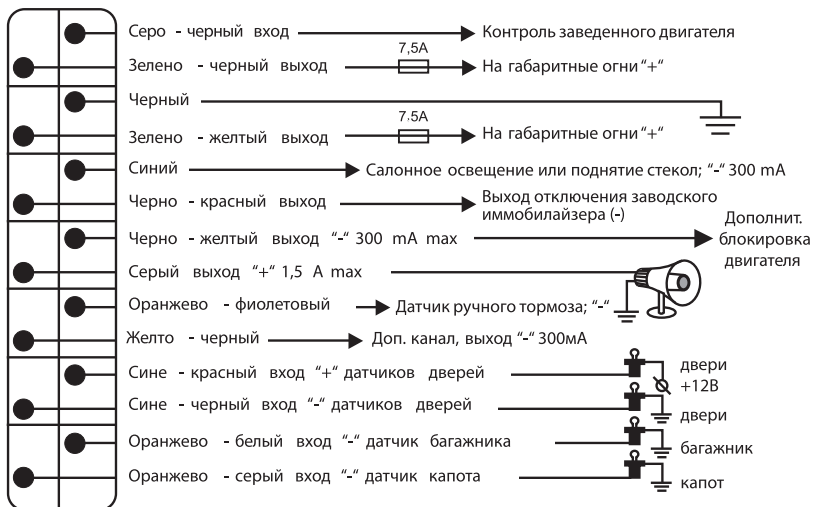 Серо - черный вход
Контроль заведенного двигателя
7,5А
Зелено - черный выход
На габаритные огни "+"
Черный
7,5А
Зелено - желтый выход
На габаритные огни "+"
Синий
Салонное освещение или поднятие стекол; "-" 300 mA
Черно - красный выход
Выход отключения заводского
иммобилайзера (-)
Черно - желтый выход "-" 300 mA max
Дополнит.
блокировка
двигателя
Серый выход "+" 1,5 A max
Оранжево - фиолетовый
Датчик ручного тормоза; "-"
Желто - черный
Доп. канал, выход "-" 300мА
Сине - красный вход "+" датчиков дверей
двери
+12В
Сине - черный вход "-" датчиков дверей
двери
Оранжево - белый вход "-" датчик багажника
багажник
Оранжево - серый вход "-" датчик капота
капот